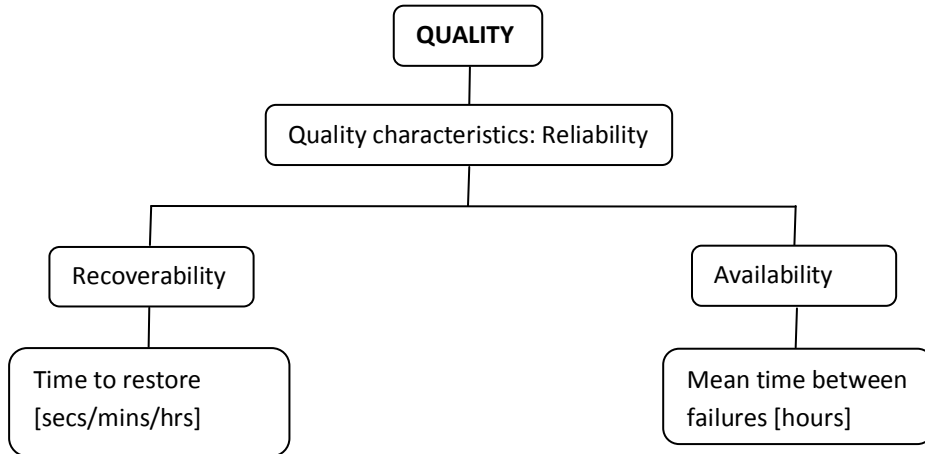 QUALITY
Quality characteristics: Reliability
Recoverability
Availability
Time to restore
[secs/mins/hrs]
Mean time between
failures [hours]